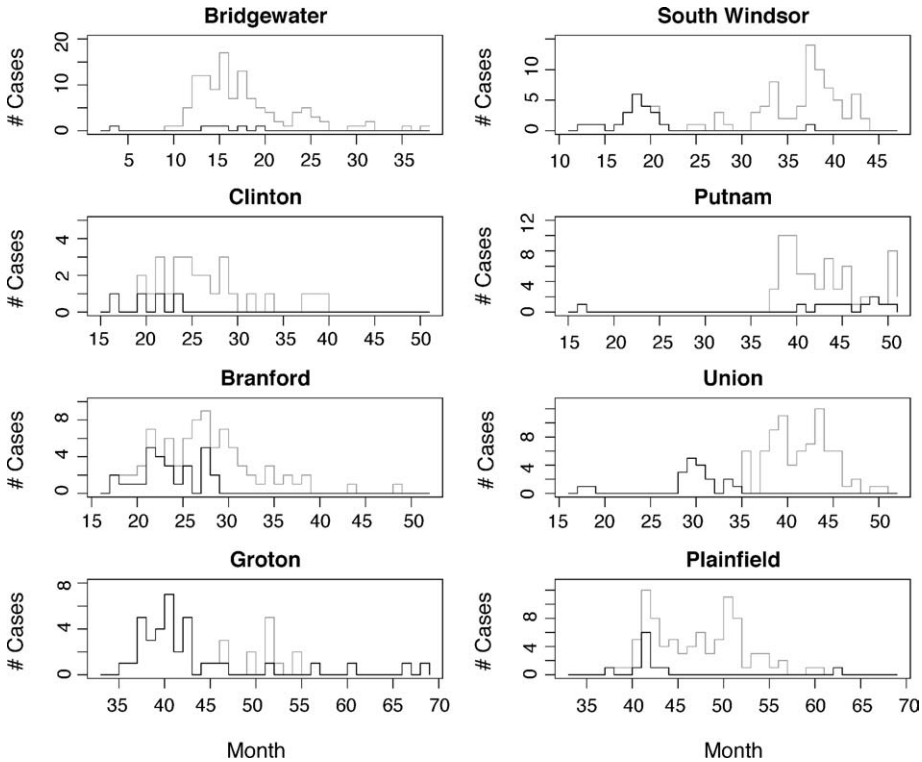 Bridgewater
# Cases
0 10 20
5 10 15 20 25 30 35
South Windsor
# Cases
0 5 10
10 15 20 25 30 35 40 45
Clinton
# Cases
0 2 4
15 20 25 30 35 40 45 50
Putnam
# Cases
0 4 8 12
15 20 25 30 35 40 45 50
Branford
# Cases
0 4 8
15 20 25 30 35 40 45 50
Union
# Cases
0 4 8
15 20 25 30 35 40 45 50
Groton
# Cases
0 4 8
35 40 45 50 55 60 65 70
Month
Plainfield
# Cases
0 4 8
35 40 45 50 55 60 65 70
Month